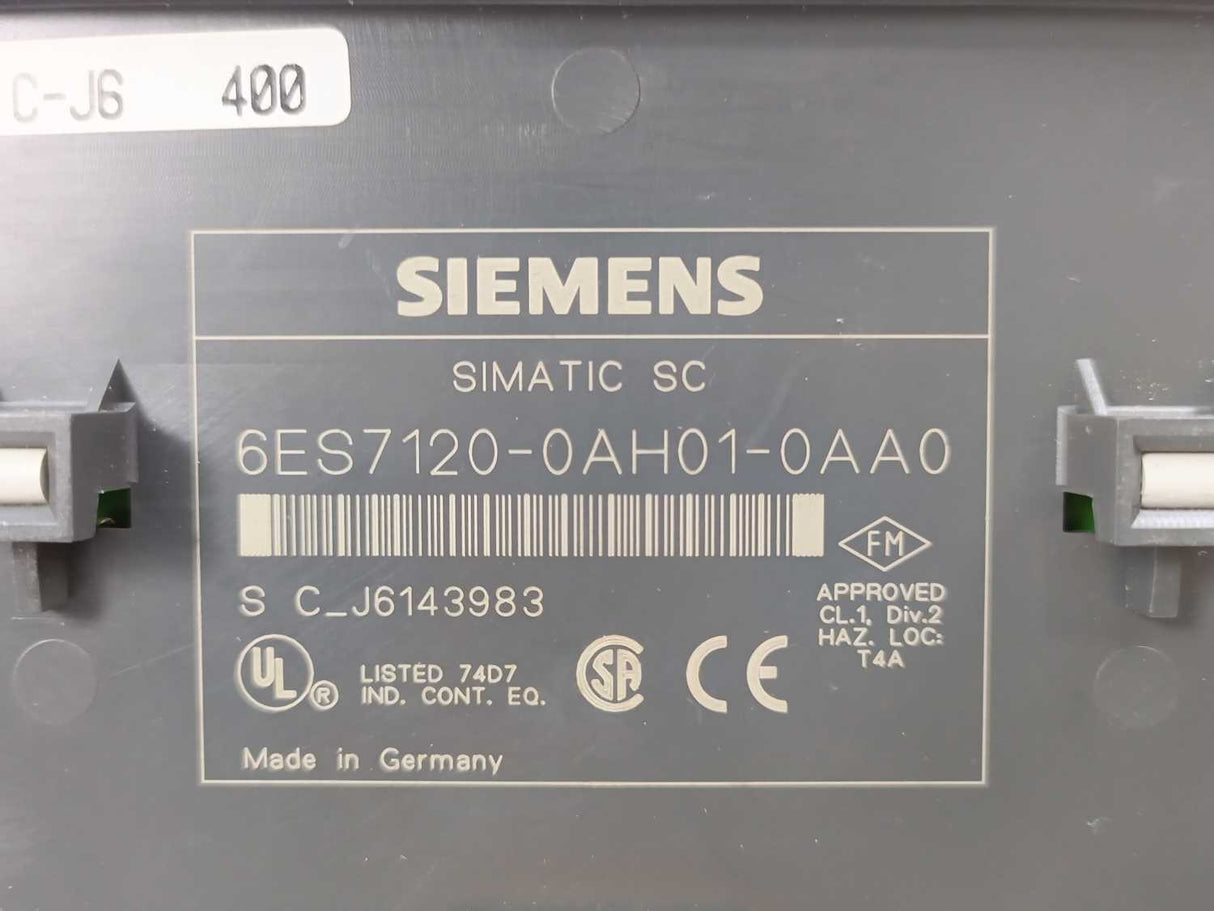 C-J6 400
SIEMENS
SIMATIC SC
6ES7120-0AH01-0AA0
FM
S C_J6143983
APPROVED
CL.1, Div.2
HAZ. LOC:
T4A
UL ®
LISTED 74D7
IND. CONT. EQ.
SA
CE
Made in Germany